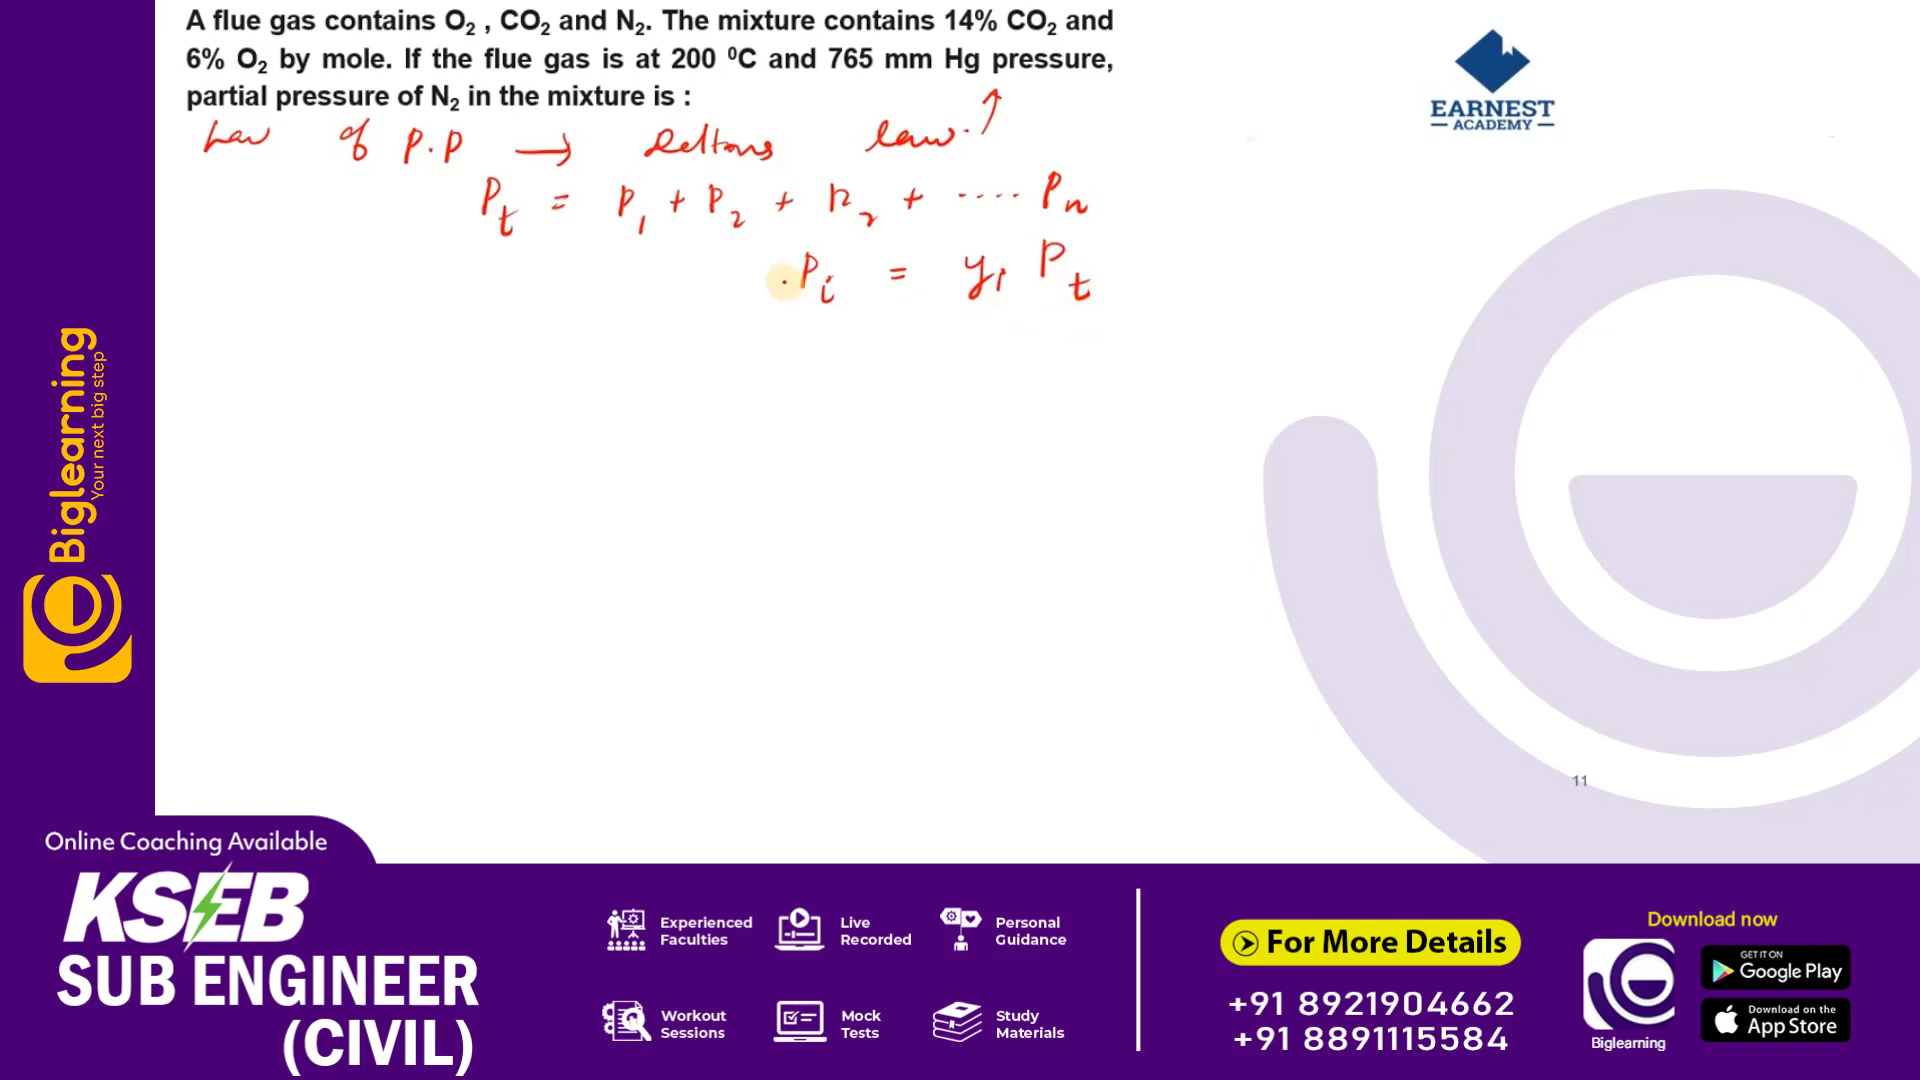 A flue gas contains O₂ , CO₂ and N₂. The mixture contains 14% CO₂ and
6% O₂ by mole. If the flue gas is at 200 ⁰C and 765 mm Hg pressure,
partial pressure of N₂ in the mixture is :
Law of P.P → Deltons law.
Pt = P₁ + P₂ + P₂ + ..... Pn
Pi = yi Pt
EARNEST
ACADEMY
Biglearning
Your next big step
11
Online Coaching Available
KSEB
SUB ENGINEER
(CIVIL)
Experienced
Faculties
Live
Recorded
Personal
Guidance
Workout
Sessions
Mock
Tests
Study
Materials
For More Details
+91 8921904662
+91 8891115584
Download now
Biglearning
GET IT ON
Google Play
Download on the
App Store